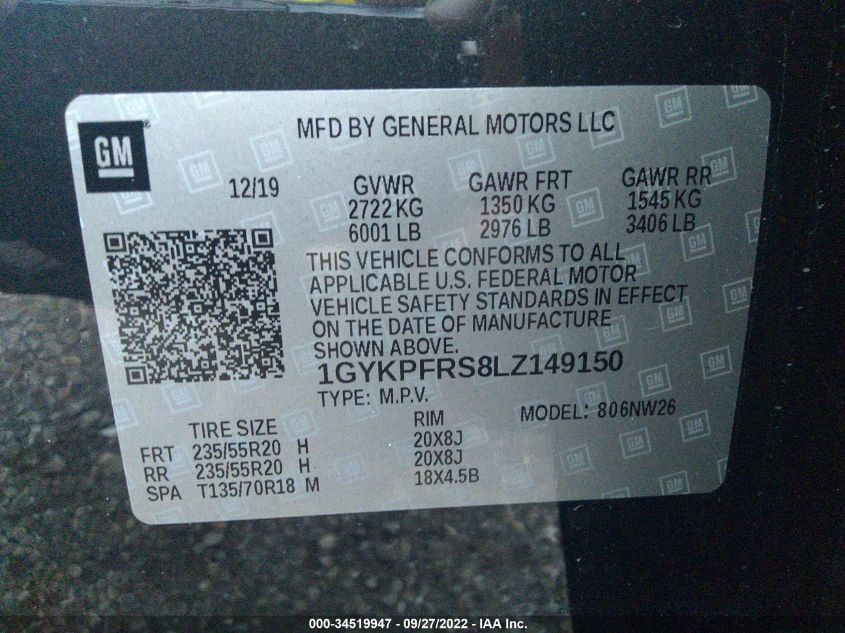 MFD BY GENERAL MOTORS LLC
GM
12/19 GVWR GAWR FRT GAWR RR
2722 KG 1350 KG 1545 KG
6001 LB 2976 LB 3406 LB
THIS VEHICLE CONFORMS TO ALL
APPLICABLE U.S. FEDERAL MOTOR
VEHICLE SAFETY STANDARDS IN EFFECT
ON THE DATE OF MANUFACTURE
SHOWN ABOVE.
1GYKPFRS8LZ149150
TYPE: M.P.V. MODEL: 806NW26
TIRE SIZE RIM
FRT 235/55R20 H 20X8J
RR 235/55R20 H 20X8J
SPA T135/70R18 M 18X4.5B
000-34519947 - 09/27/2022 - IAA Inc.